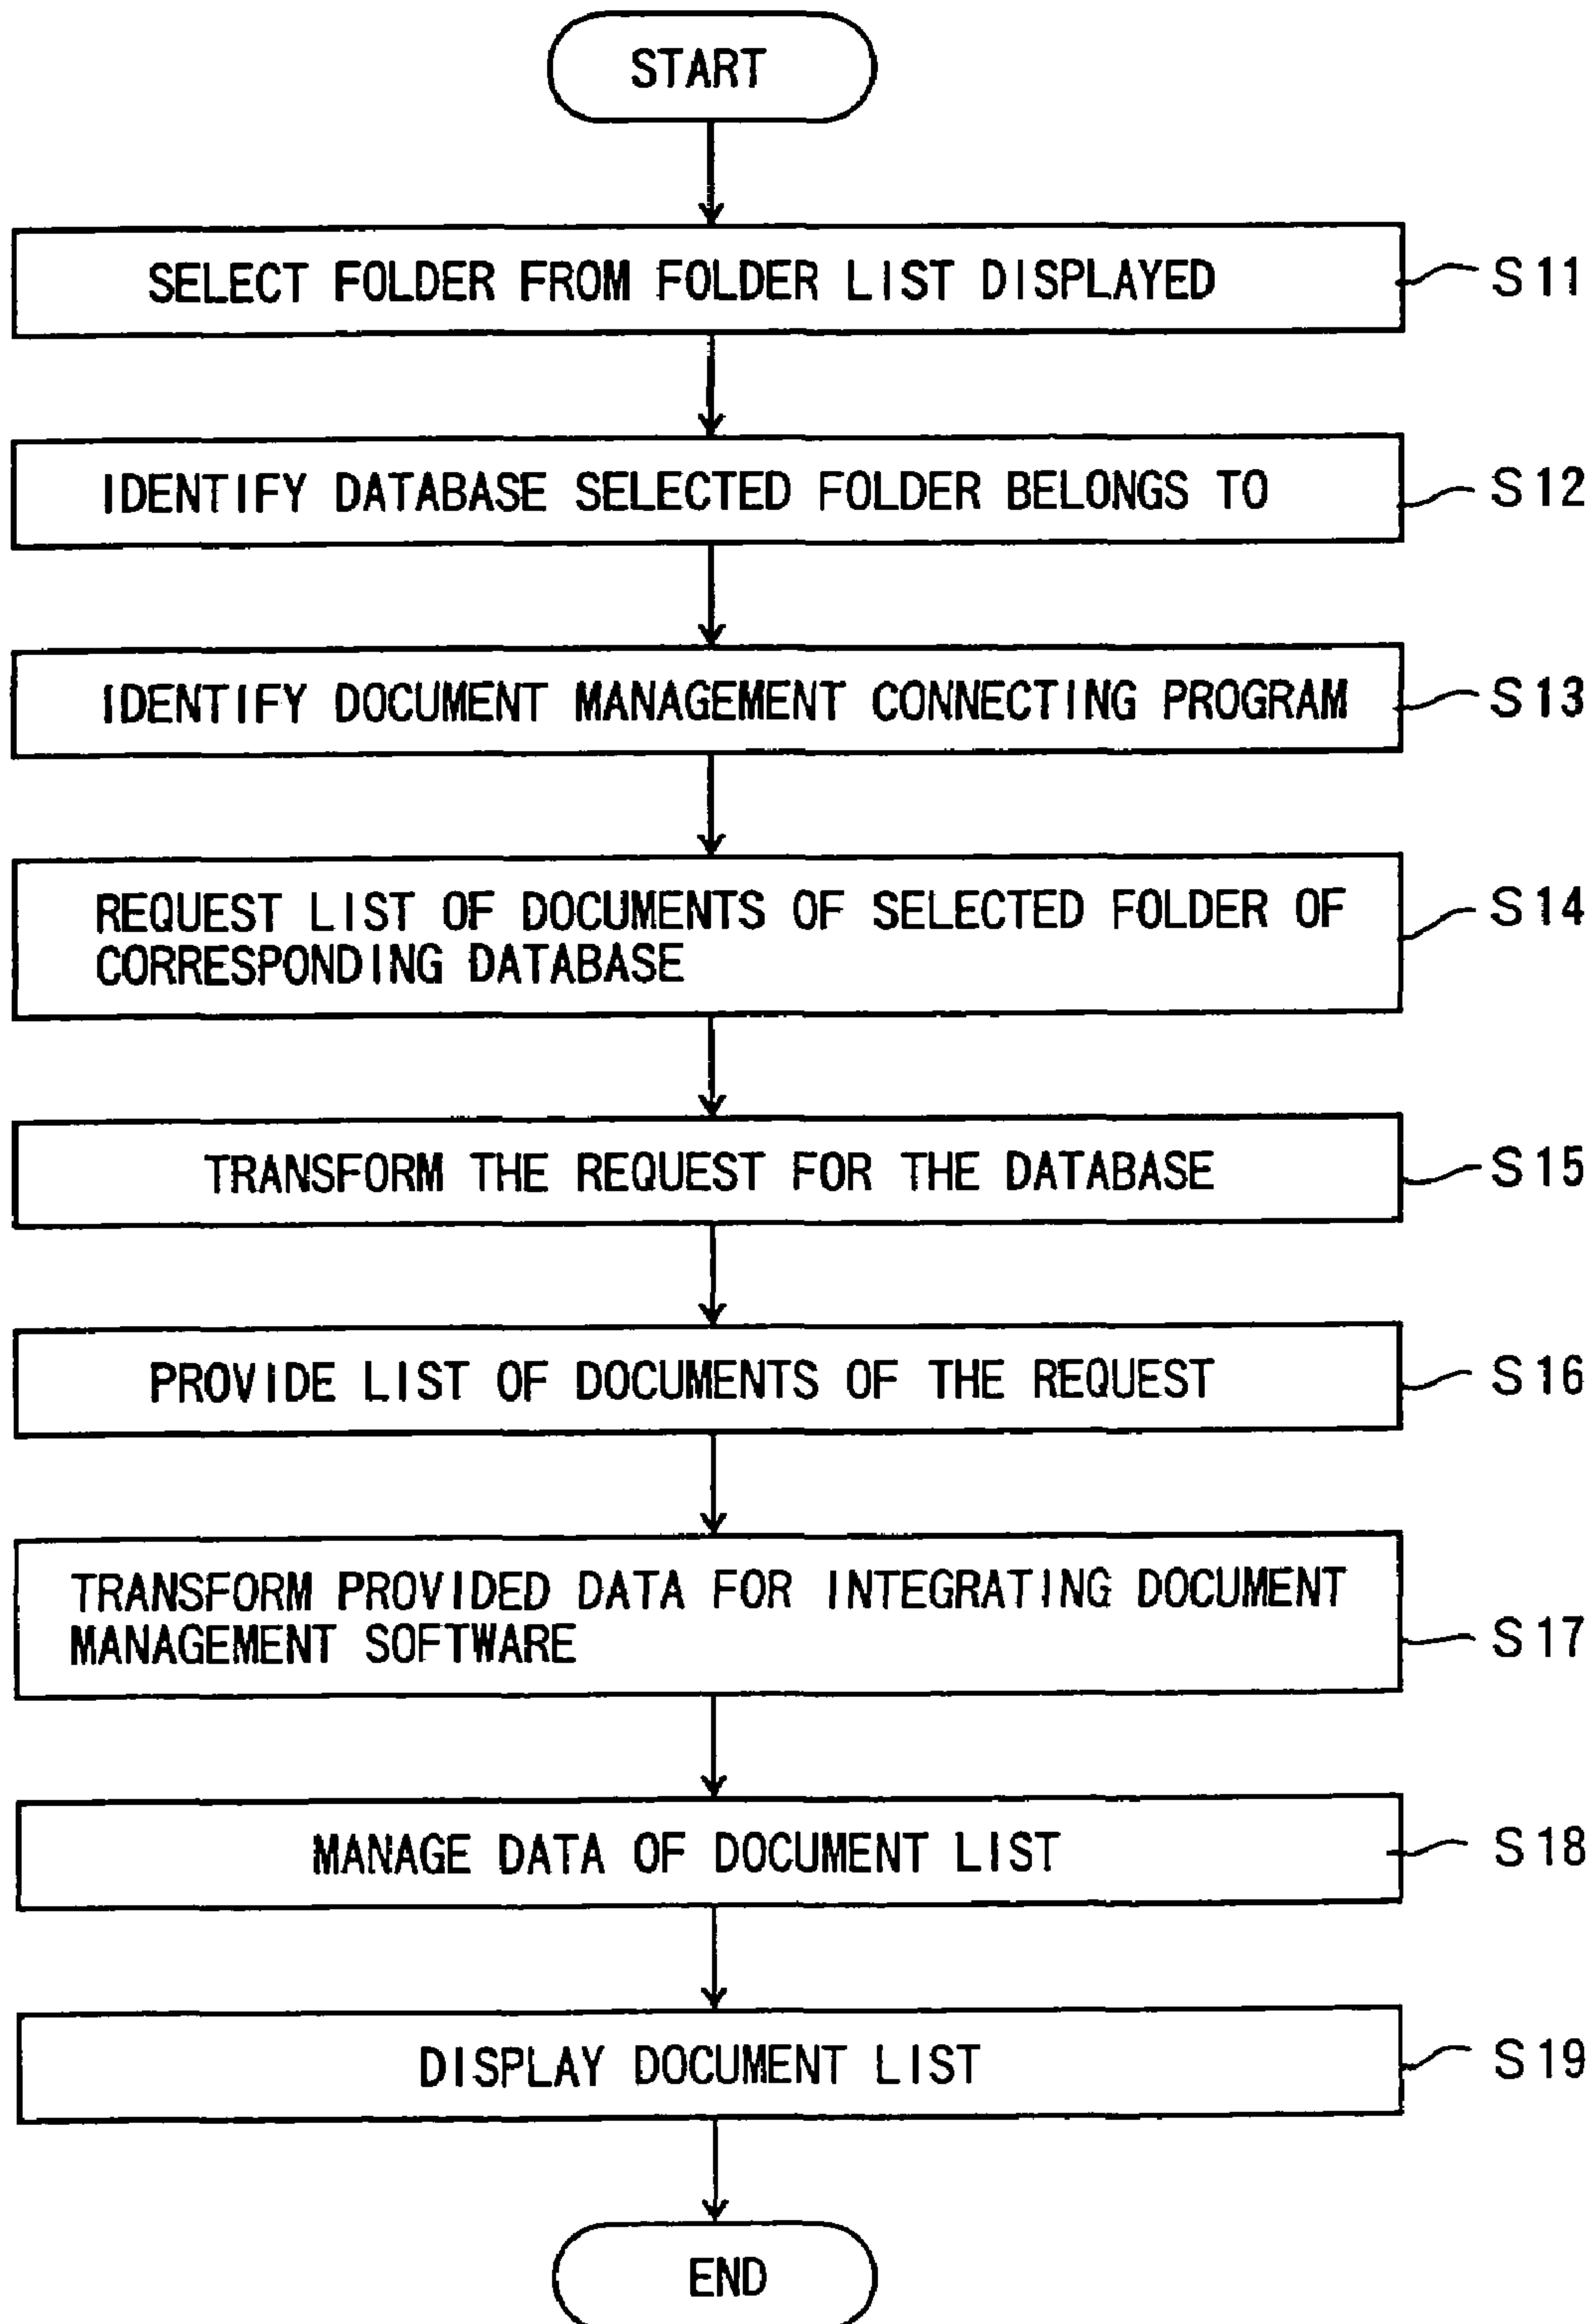 START
SELECT FOLDER FROM FOLDER LIST DISPLAYED
S11
IDENTIFY DATABASE SELECTED FOLDER BELONGS TO
S12
IDENTIFY DOCUMENT MANAGEMENT CONNECTING PROGRAM
S13
REQUEST LIST OF DOCUMENTS OF SELECTED FOLDER OF
CORRESPONDING DATABASE
S14
TRANSFORM THE REQUEST FOR THE DATABASE
S15
PROVIDE LIST OF DOCUMENTS OF THE REQUEST
S16
TRANSFORM PROVIDED DATA FOR INTEGRATING DOCUMENT
MANAGEMENT SOFTWARE
S17
MANAGE DATA OF DOCUMENT LIST
S18
DISPLAY DOCUMENT LIST
S19
END